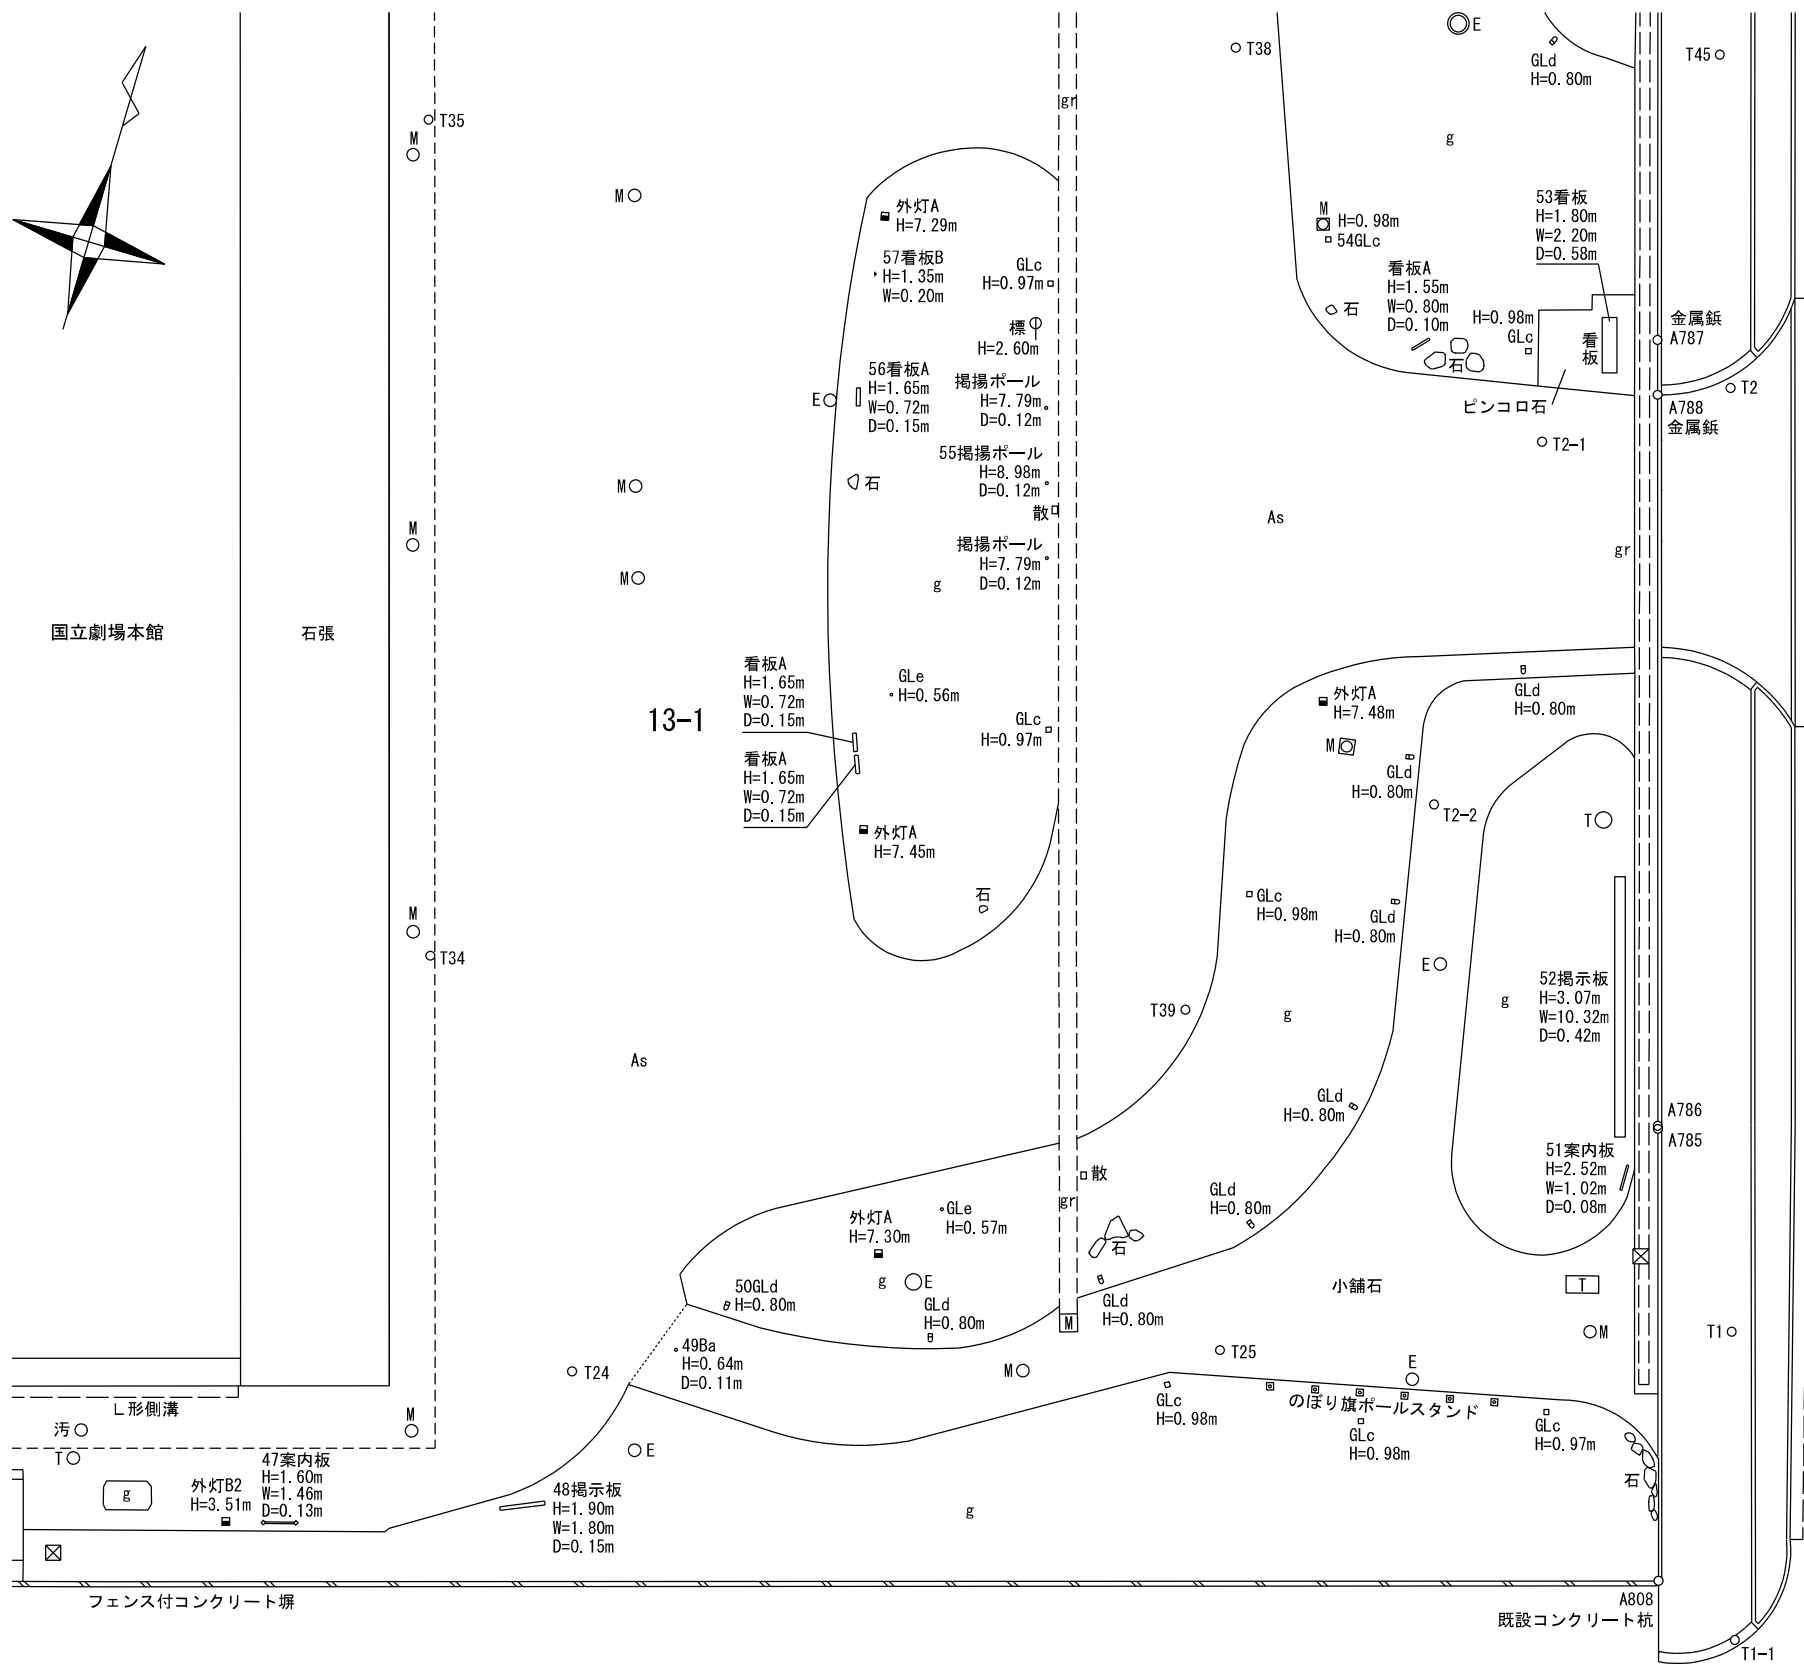 E
T38
GLd
H=0.80m
T45
gr
T35
M
g
M
外灯A
H=7.29m
57看板B
H=1.35m
W=0.20m
GLc
H=0.97m
標
H=2.60m
M
H=0.98m
54GLc
53看板
H=1.80m
W=2.20m
D=0.58m
看板A
H=1.55m
W=0.80m
D=0.10m
石
石
H=0.98m
GLc
看板
ピンコロ石
金属鋲
A787
T2
A788
金属鋲
T2-1
E
56看板A
H=1.65m
W=0.72m
D=0.15m
掲揚ポール
H=7.79m
D=0.12m
55掲揚ポール
H=8.98m
D=0.12m
石
散
掲揚ポール
H=7.79m
D=0.12m
g
M
M
M
As
gr
国立劇場本館
石張
看板A
H=1.65m
W=0.72m
D=0.15m
13-1
GLe
H=0.56m
GLc
H=0.97m
看板A
H=1.65m
W=0.72m
D=0.15m
外灯A
H=7.45m
石
外灯A
H=7.48m
M
GLd
H=0.80m
GLd
H=0.80m
T2-2
T
GLc
H=0.98m
GLd
H=0.80m
E
M
T34
T39
g
g
52掲示板
H=3.07m
W=10.32m
D=0.42m
As
GLd
H=0.80m
A786
A785
51案内板
H=2.52m
W=1.02m
D=0.08m
散
gr
GLd
H=0.80m
GLe
H=0.57m
外灯A
H=7.30m
石
g
E
50GLd
H=0.80m
GLd
H=0.80m
GLd
H=0.80m
M
小舗石
T
M
T1
49Ba
H=0.64m
D=0.11m
T24
M
T25
E
GLc
H=0.98m
のぼり旗ポールスタンド
GLc
H=0.98m
GLc
H=0.97m
石
L形側溝
汚
M
T
E
47案内板
H=1.60m
W=1.46m
D=0.13m
外灯B2
H=3.51m
g
48掲示板
H=1.90m
W=1.80m
D=0.15m
g
フェンス付コンクリート塀
A808
既設コンクリート杭
T1-1